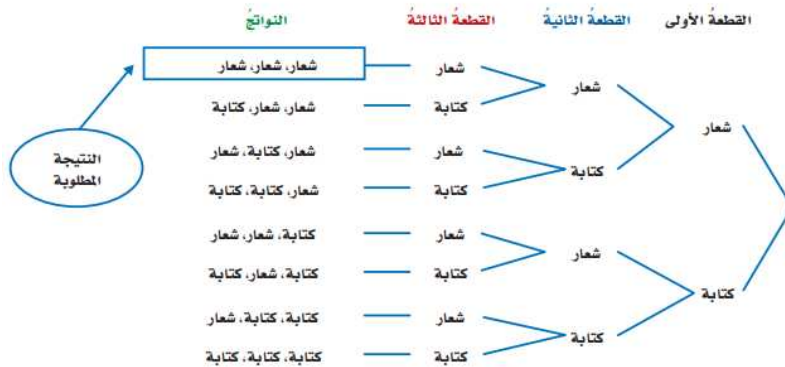 القطعة الأولى القطعة الثانية القطعة الثالثة النواتج
شعار شعار، شعار، شعار
شعار
كتابة شعار، شعار، كتابة
شعار
شعار شعار، كتابة، شعار
كتابة
كتابة شعار، كتابة، كتابة
النتيجة
المطلوبة
شعار كتابة، شعار، شعار
شعار
كتابة كتابة، شعار، كتابة
كتابة
شعار كتابة، كتابة، شعار
كتابة
كتابة كتابة، كتابة، كتابة